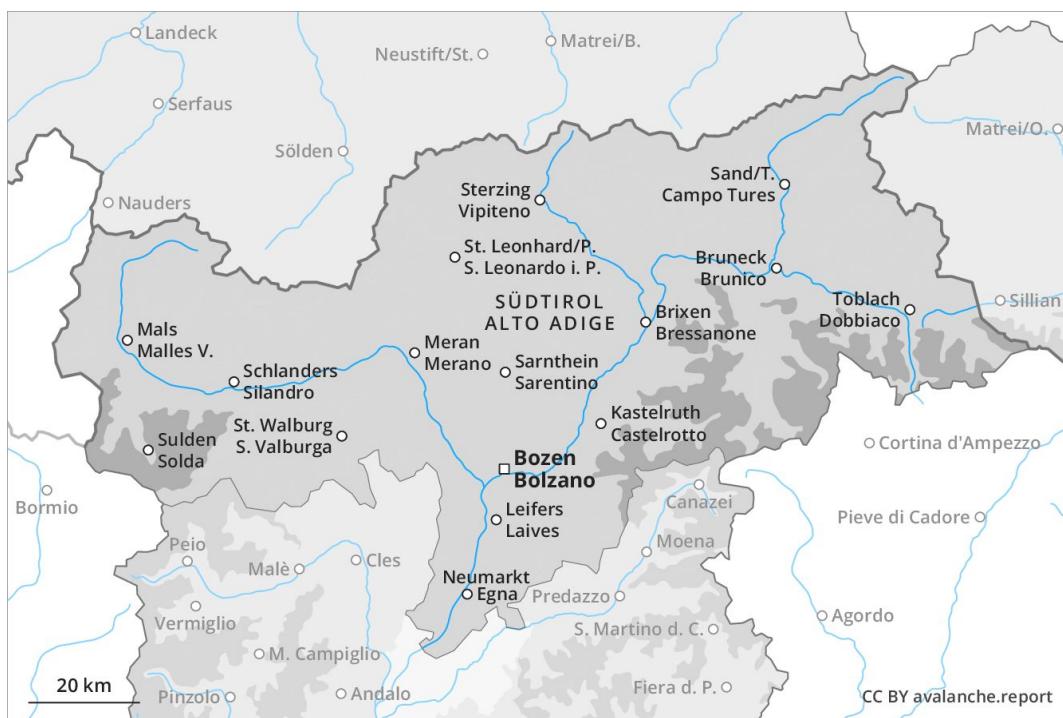 Landeck
Neustift/St.
Matrei/B.
Serfaus
Matrei/O.
Sölden
Nauders
Sterzing
Vipiteno
Sand/T.
Campo Tures
St. Leonhard/P.
S. Leonardo i. P.
Bruneck
Brunico
SÜDTIROL
ALTO ADIGE
Toblach
Dobbiaco
Sillian
Brixen
Bressanone
Mals
Malles V.
Meran
Merano
Sarnthein
Sarentino
Schlanders
Silandro
Kastelruth
Castelrotto
St. Walburg
S. Valburga
Sulden
Solda
Cortina d'Ampezzo
Bozen
Bolzano
Bormio
Canazei
Leifers
Laives
Pieve di Cadore
Peio
Cles
Moena
Malè
Neumarkt
Egna
Predazzo
Vermiglio
Agordo
S. Martino d. C.
M. Campiglio
20 km
Pinzolo
Andalo
Fiera d. P.
CC BY avalanche.report